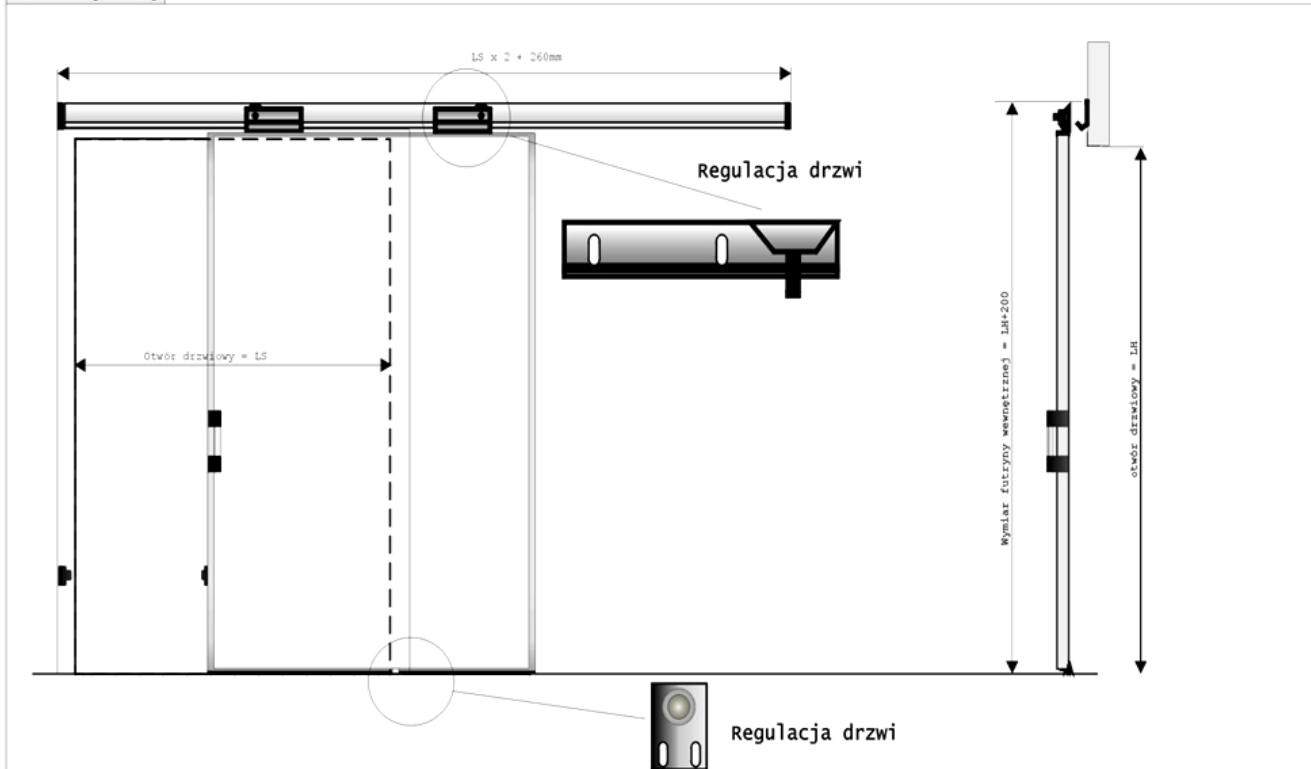 LS x 2 + 260mm
Regulacja drzwi
Otwór drzwiowy = LS
Wymiar futryny wewnętrznej = LH+200
otwór drzwiowy = LH
Regulacja drzwi